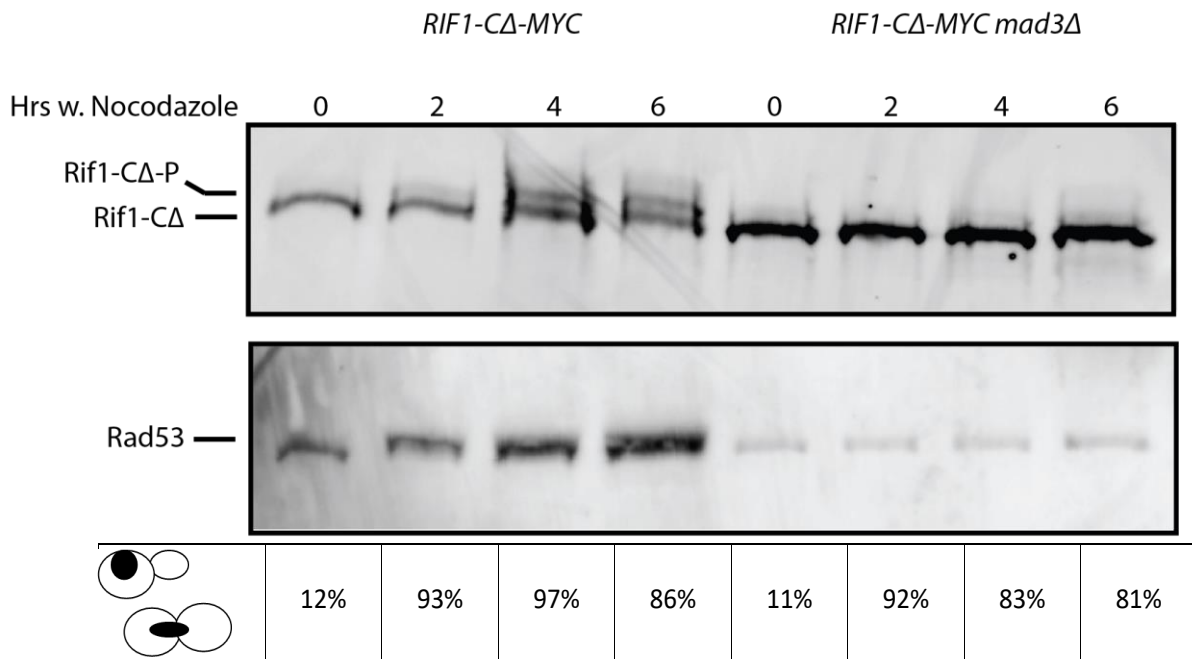 RIF1-CΔ-MYC RIF1-CΔ-MYC mad3Δ
Hrs w. Nocodazole 0 2 4 6 0 2 4 6
Rif1-CΔ-P
Rif1-CΔ
Rad53
12% 93% 97% 86% 11% 92% 83% 81%